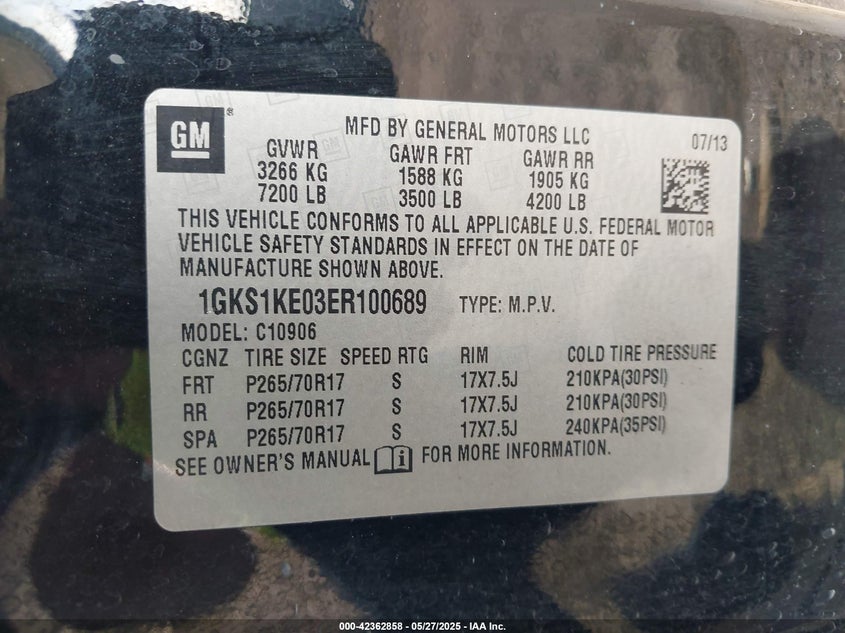 GM ®
MFD BY GENERAL MOTORS LLC
07/13
GVWR GAWR FRT GAWR RR
3266 KG 1588 KG 1905 KG
7200 LB 3500 LB 4200 LB
THIS VEHICLE CONFORMS TO ALL APPLICABLE U.S. FEDERAL MOTOR
VEHICLE SAFETY STANDARDS IN EFFECT ON THE DATE OF
MANUFACTURE SHOWN ABOVE.
1GKS1KE03ER100689 TYPE: M.P.V.
MODEL: C10906
CGNZ TIRE SIZE SPEED RTG RIM COLD TIRE PRESSURE
FRT P265/70R17 S 17X7.5J 210KPA(30PSI)
RR P265/70R17 S 17X7.5J 210KPA(30PSI)
SPA P265/70R17 S 17X7.5J 240KPA(35PSI)
SEE OWNER'S MANUAL i FOR MORE INFORMATION.
000-42362858 - 05/27/2025 - IAA Inc.